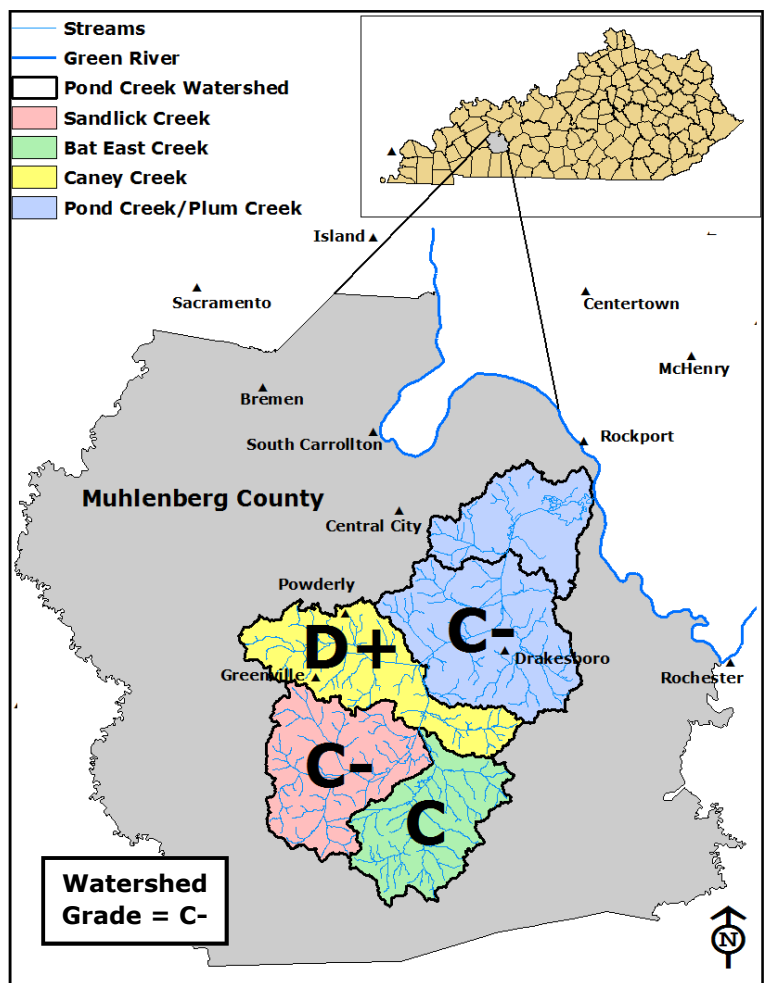 Streams
Green River
Pond Creek Watershed
Sandlick Creek
Bat East Creek
Caney Creek
Pond Creek/Plum Creek
Island
Sacramento
Centertown
McHenry
Bremen
South Carrollton
Rockport
Muhlenberg County
Central City
Powderly
D+
C-
Drakesboro
Greenville
Rochester
C-
C
Watershed
Grade = C-
N